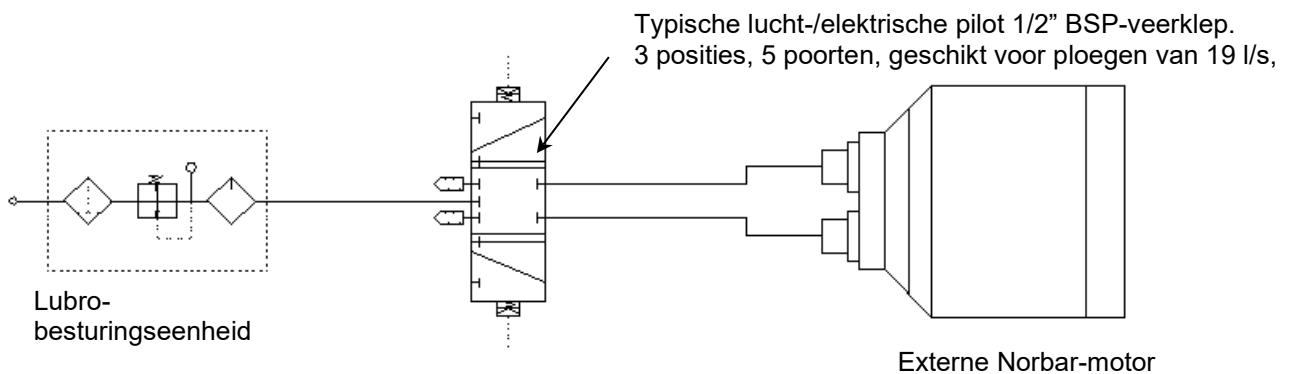 Typische lucht-/elektrische pilot 1/2” BSP-veerklep.
3 posities, 5 poorten, geschikt voor ploegen van 19 l/s,
Lubro-
besturingseenheid
Externe Norbar-motor